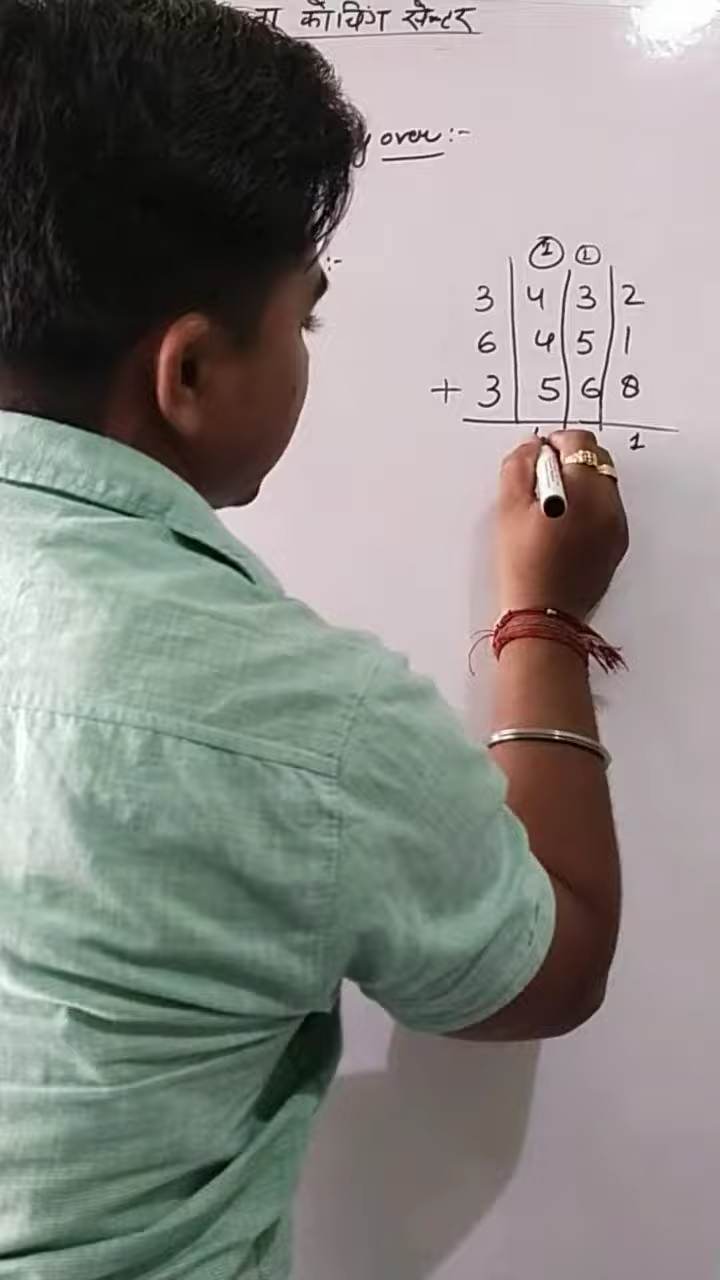 कोचिंग सेन्टर
over :-
:-
① ①
3 4 3 2
6 4 5 1
+ 3 5 6 8
1